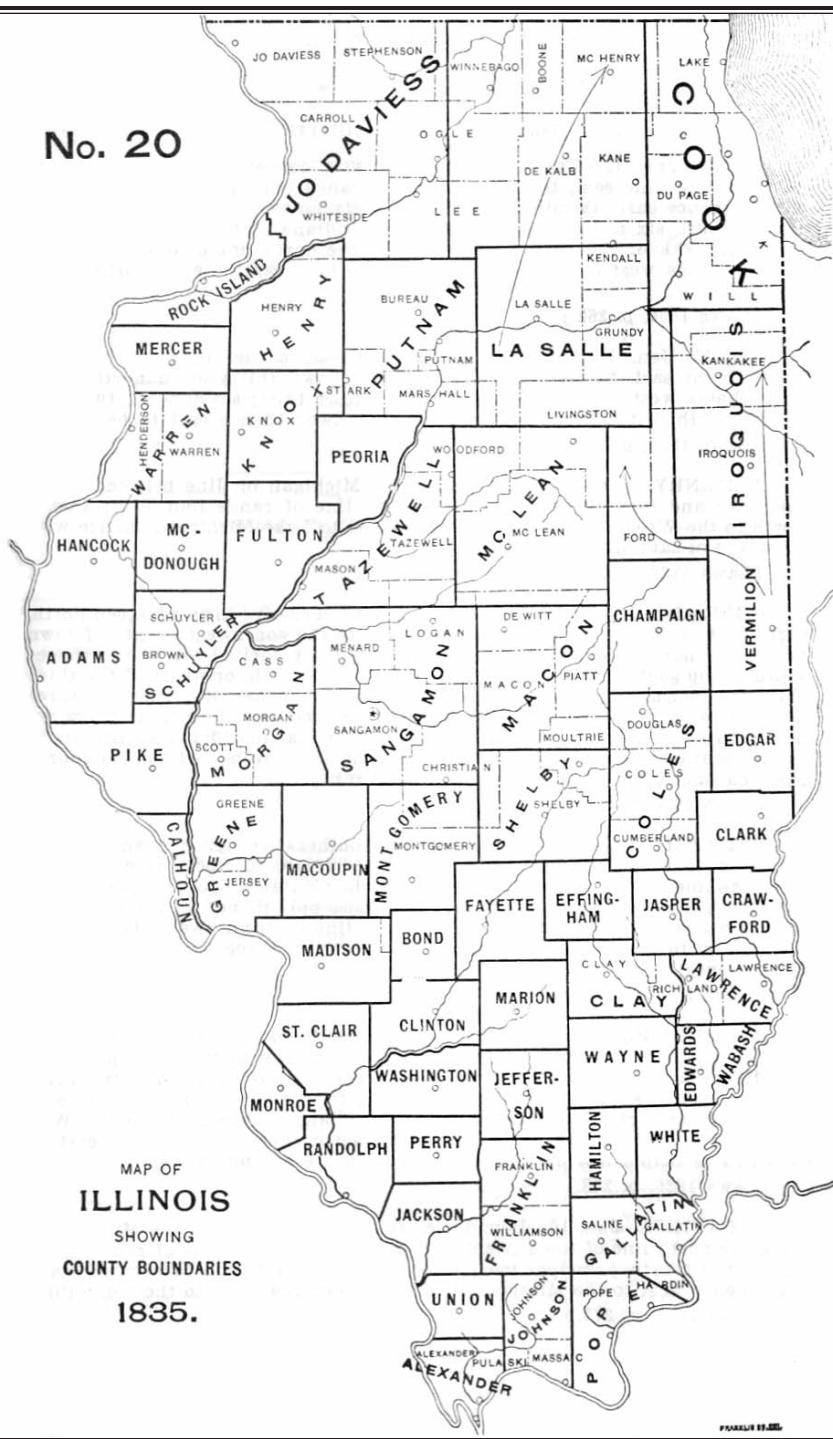 No. 20
JO DAVIESS
STEPHENSON
WINNEBAGO
BOONE
MC HENRY
LAKE
CARROLL
JO DAVIESS
OGLE
DE KALB
KANE
COOK
COOK
DU PAGE
WHITESIDE
LEE
KENDALL
WILL
ROCK ISLAND
HENRY
HENRY
BUREAU
PUTNAM
PUTNAM
LA SALLE
GRUNDY
LA SALLE
MERCER
KANKAKEE
STARK
MARSHALL
LIVINGSTON
IROQUOIS
IROQUOIS
HENDERSON
WARREN
WARREN
KNOX
KNOX
PEORIA
WOODFORD
HANCOCK
MC-
DONOUGH
FULTON
MASON
TAZEWELL
TAZEWELL
MC LEAN
MC LEAN
FORD
SCHUYLER
BROWN
SCHUYLER
ADAMS
CASS
MENARD
LOGAN
DE WITT
CHAMPAIGN
VERMILION
MACON
MACON
PIATT
MORGAN
MORGAN
SANGAMON
SANGAMON
SCOTT
PIKE
CHRISTIAN
MOULTRIE
DOUGLAS
COLES
COLES
EDGAR
SHELBY
SHELBY
GREENE
GREENE
CALHOUN
JERSEY
MACOUPIN
MONTGOMERY
MONTGOMERY
CUMBERLAND
CLARK
FAYETTE
EFFING-
HAM
JASPER
CRAW-
FORD
MADISON
BOND
CLAY
CLAY
RICHLAND
LAWRENCE
LAWRENCE
MARION
ST. CLAIR
CLINTON
WAYNE
EDWARDS
WABASH
MONROE
WASHINGTON
JEFFER-
SON
RANDOLPH
PERRY
HAMILTON
WHITE
FRANKLIN
FRANKLIN
JACKSON
WILLIAMSON
SALINE
GALLATIN
GALLATIN
UNION
JOHNSON
JOHNSON
POPE
POPE
HARDIN
ALEXANDER
ALEXANDER
PULASKI
MASSAC
MAP OF
ILLINOIS
SHOWING
COUNTY BOUNDARIES
1835.